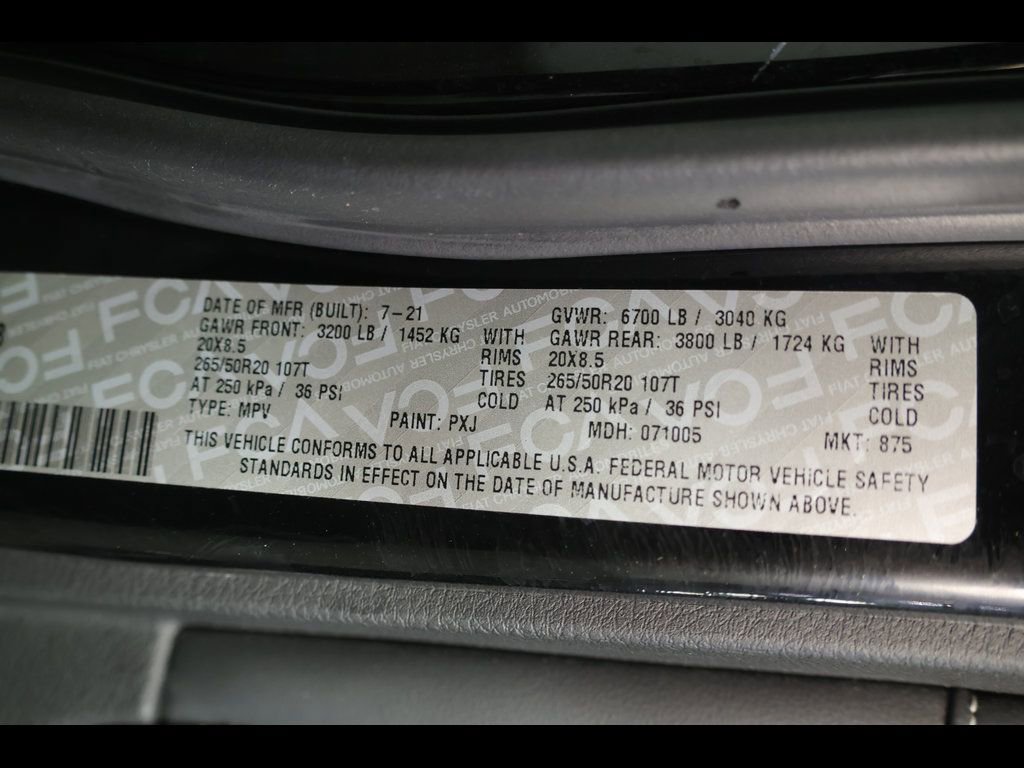 DATE OF MFR (BUILT): 7-21 GVWR: 6700 LB / 3040 KG
GAWR FRONT: 3200 LB / 1452 KG WITH GAWR REAR: 3800 LB / 1724 KG WITH
20X8.5 RIMS 20X8.5 RIMS
265/50R20 107T TIRES 265/50R20 107T TIRES
AT 250 kPa / 36 PSI COLD AT 250 kPa / 36 PSI COLD
TYPE: MPV PAINT: PXJ MDH: 071005 MKT: 875
THIS VEHICLE CONFORMS TO ALL APPLICABLE U.S.A. FEDERAL MOTOR VEHICLE SAFETY
STANDARDS IN EFFECT ON THE DATE OF MANUFACTURE SHOWN ABOVE.
FCA FIAT CHRYSLER AUTOMOBILES